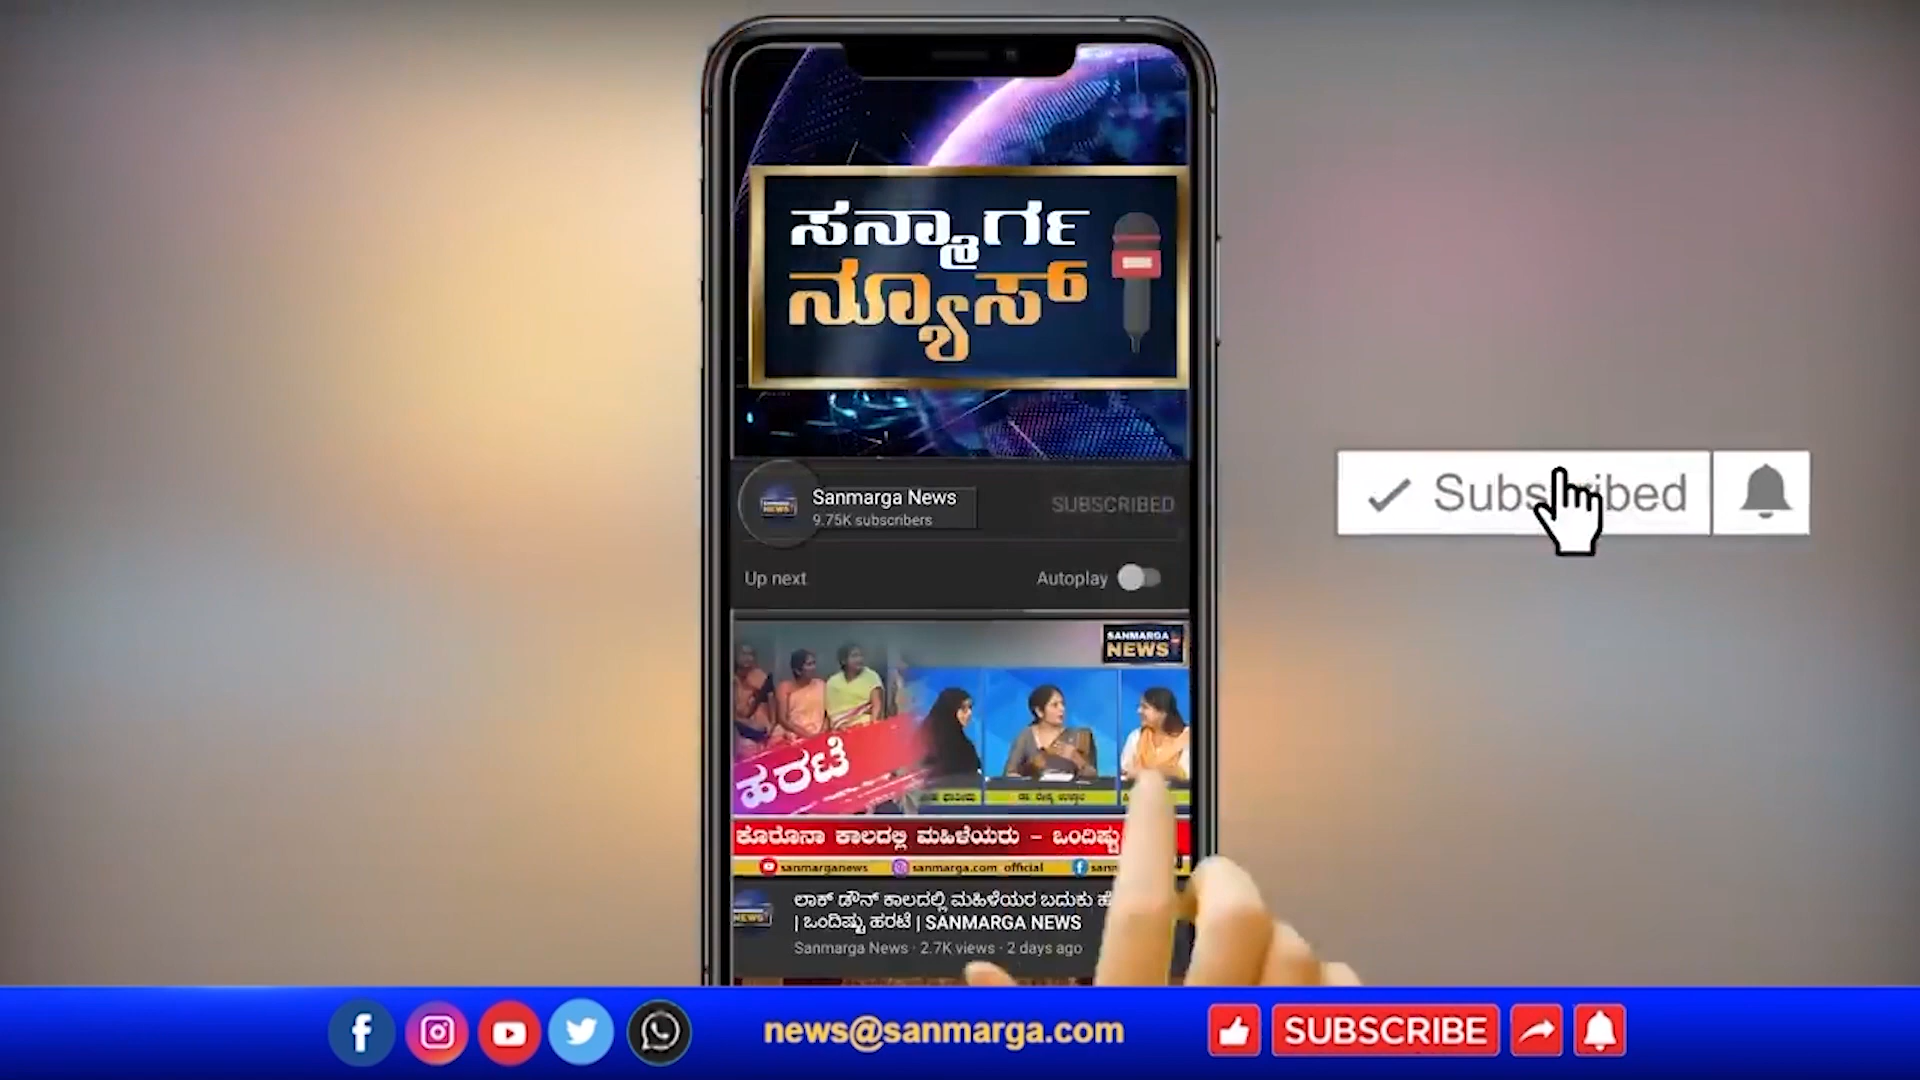 ಸನ್ಮಾರ್ಗ
ನ್ಯೂಸ್
Sanmarga News
9.75K subscribers
SUBSCRIBED
Subscribed
Up next
Autoplay
SANMARGA
NEWS
ಹರಟೆ
ಕೊರೊನಾ ಕಾಲದಲ್ಲಿ ಮಹಿಳೆಯರು - ಒಂದಿಷ್ಟು
sanmarganews sanmarga.com_official
NEWS
ಲಾಕ್ ಡೌನ್ ಕಾಲದಲ್ಲಿ ಮಹಿಳೆಯರ ಬದುಕು
| ಒಂದಿಷ್ಟು ಹರಟೆ | SANMARGA NEWS
Sanmarga News · 2.7K views · 2 days ago
news@sanmarga.com
SUBSCRIBE